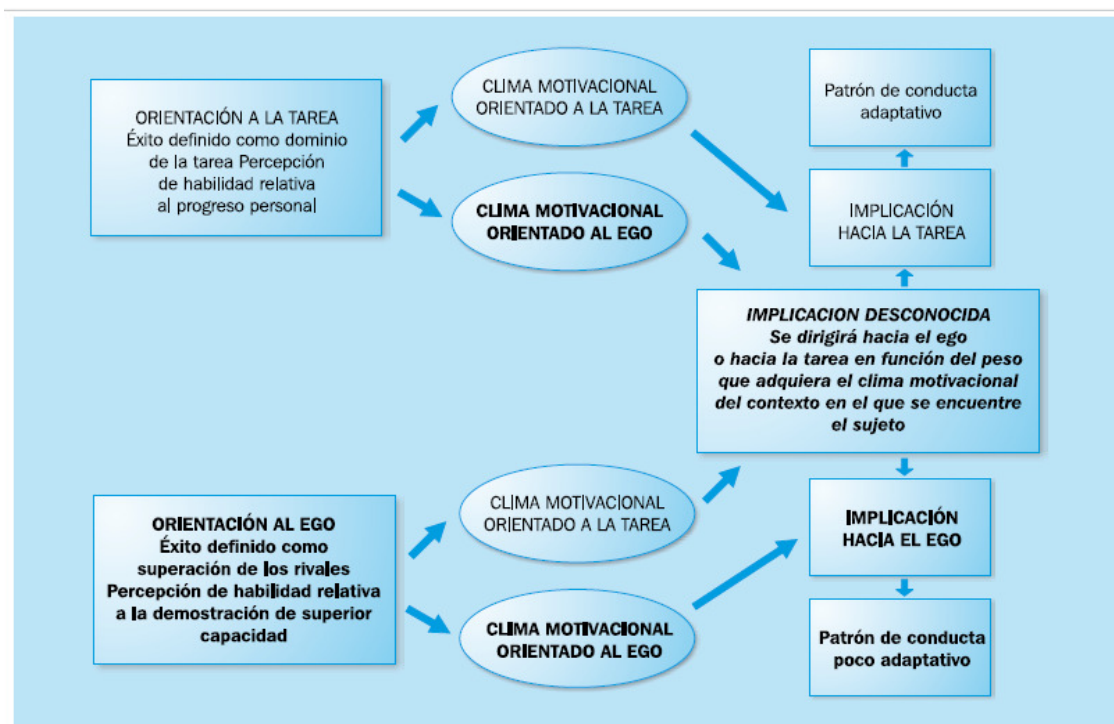 ORIENTACIÓN A LA TAREA
Éxito definido como dominio
de la tarea Percepción
de habilidad relativa
al progreso personal
CLIMA MOTIVACIONAL
ORIENTADO A LA TAREA
CLIMA MOTIVACIONAL
ORIENTADO AL EGO
Patrón de conducta
adaptativo
IMPLICACIÓN
HACIA LA TAREA
IMPLICACION DESCONOCIDA
Se dirigirá hacia el ego
o hacia la tarea en función del peso
que adquiera el clima motivacional
del contexto en el que se encuentre
el sujeto
ORIENTACIÓN AL EGO
Éxito definido como
superación de los rivales
Percepción de habilidad relativa
a la demostración de superior
capacidad
CLIMA MOTIVACIONAL
ORIENTADO A LA TAREA
CLIMA MOTIVACIONAL
ORIENTADO AL EGO
IMPLICACIÓN
HACIA EL EGO
Patrón de conducta
poco adaptativo